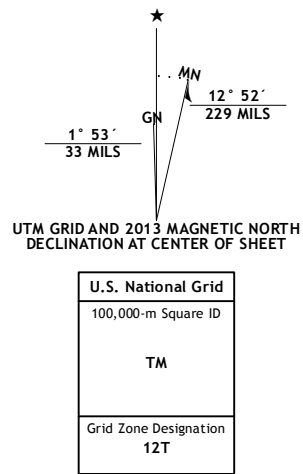 ★
MN
GN
12° 52´
229 MILS
1° 53´
33 MILS
UTM GRID AND 2013 MAGNETIC NORTH
DECLINATION AT CENTER OF SHEET
U.S. National Grid
100,000-m Square ID
TM
Grid Zone Designation
12T